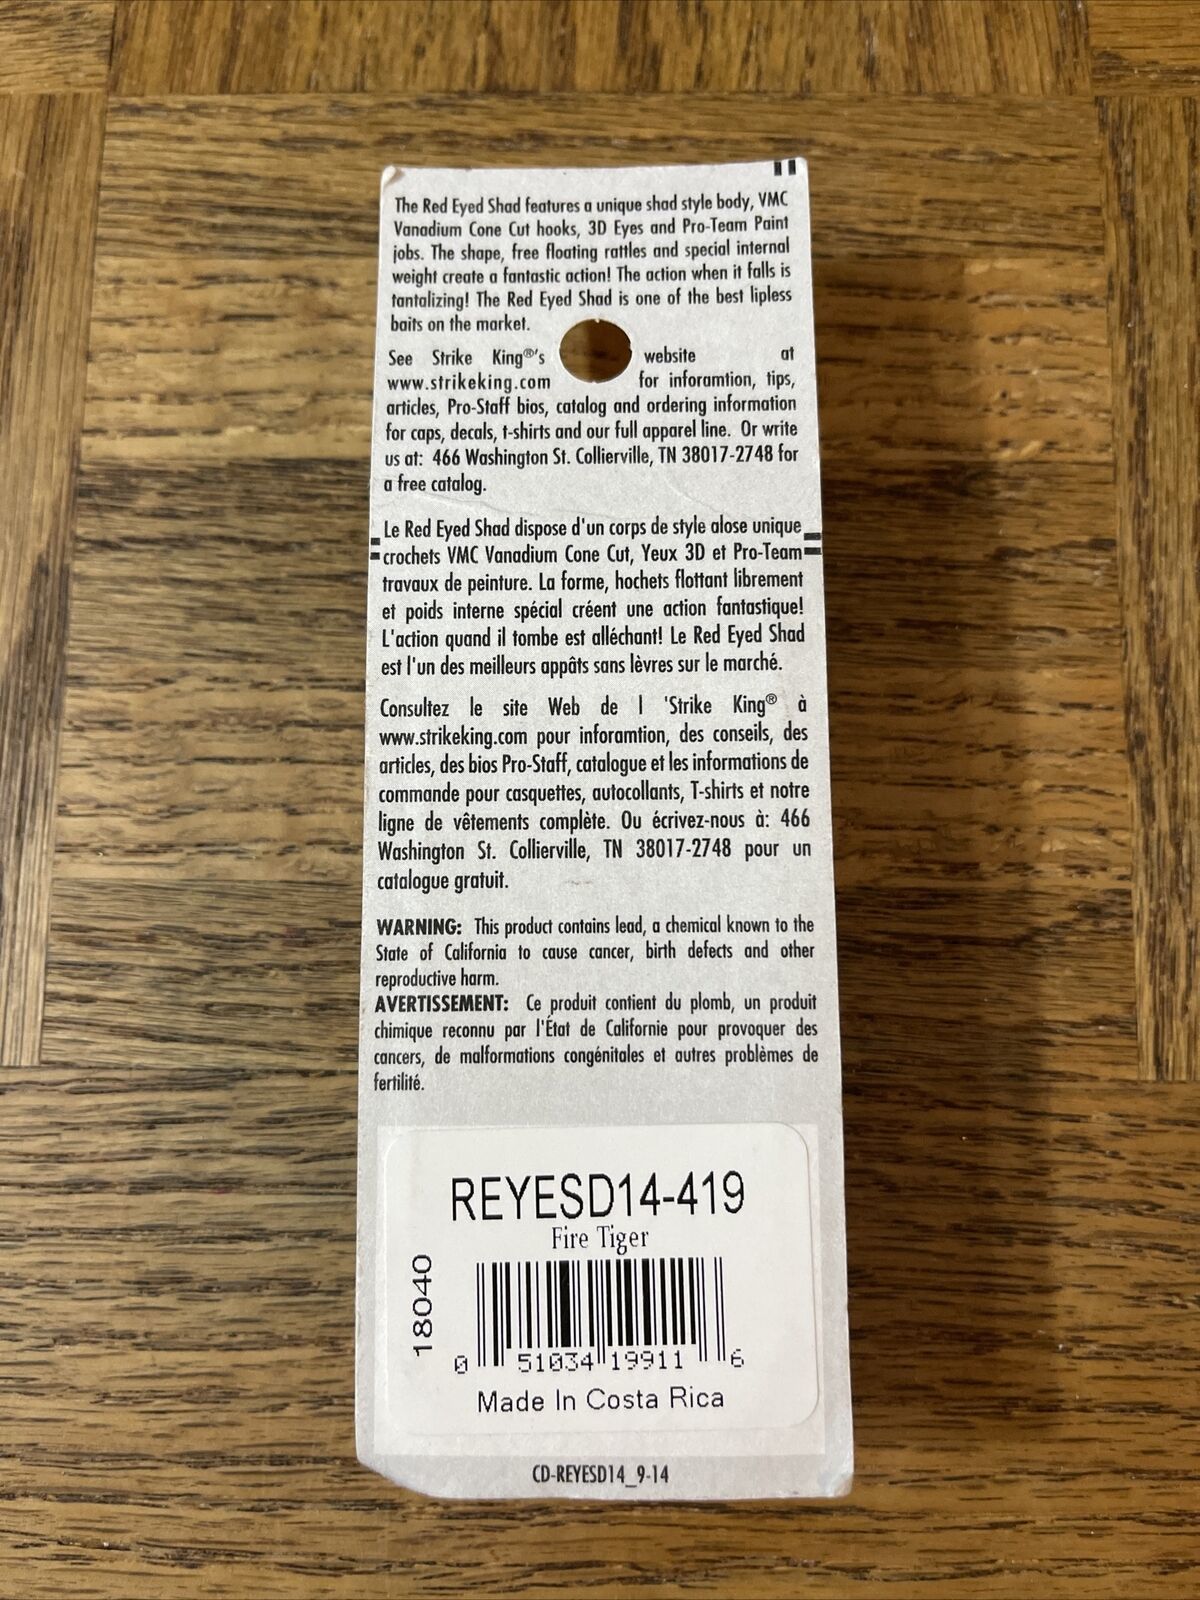 The Red Eyed Shad features a unique shad style body, VMC
Vanadium Cone Cut hooks, 3D Eyes and Pro-Team Paint
jobs. The shape, free floating rattles and special internal
weight create a fantastic action! The action when it falls is
tantalizing! The Red Eyed Shad is one of the best lipless
baits on the market.
See Strike King®'s website at
www.strikeking.com for inforamtion, tips,
articles, Pro-Staff bios, catalog and ordering information
for caps, decals, t-shirts and our full apparel line. Or write
us at: 466 Washington St. Collierville, TN 38017-2748 for
a free catalog.
Le Red Eyed Shad dispose d'un corps de style alose unique
crochets VMC Vanadium Cone Cut, Yeux 3D et Pro-Team
travaux de peinture. La forme, hochets flottant librement
et poids interne spécial créent une action fantastique!
L'action quand il tombe est alléchant! Le Red Eyed Shad
est l'un des meilleurs appâts sans lèvres sur le marché.
Consultez le site Web de l 'Strike King® à
www.strikeking.com pour inforamtion, des conseils, des
articles, des bios Pro-Staff, catalogue et les informations de
commande pour casquettes, autocollants, T-shirts et notre
ligne de vêtements complète. Ou écrivez-nous à: 466
Washington St. Collierville, TN 38017-2748 pour un
catalogue gratuit.
WARNING: This product contains lead, a chemical known to the
State of California to cause cancer, birth defects and other
reproductive harm.
AVERTISSEMENT: Ce produit contient du plomb, un produit
chimique reconnu par l'État de Californie pour provoquer des
cancers, de malformations congénitales et autres problèmes de
fertilité.
REYESD14-419
Fire Tiger
18040
0 51034 19911 6
Made In Costa Rica
CD-REYESD14_9-14